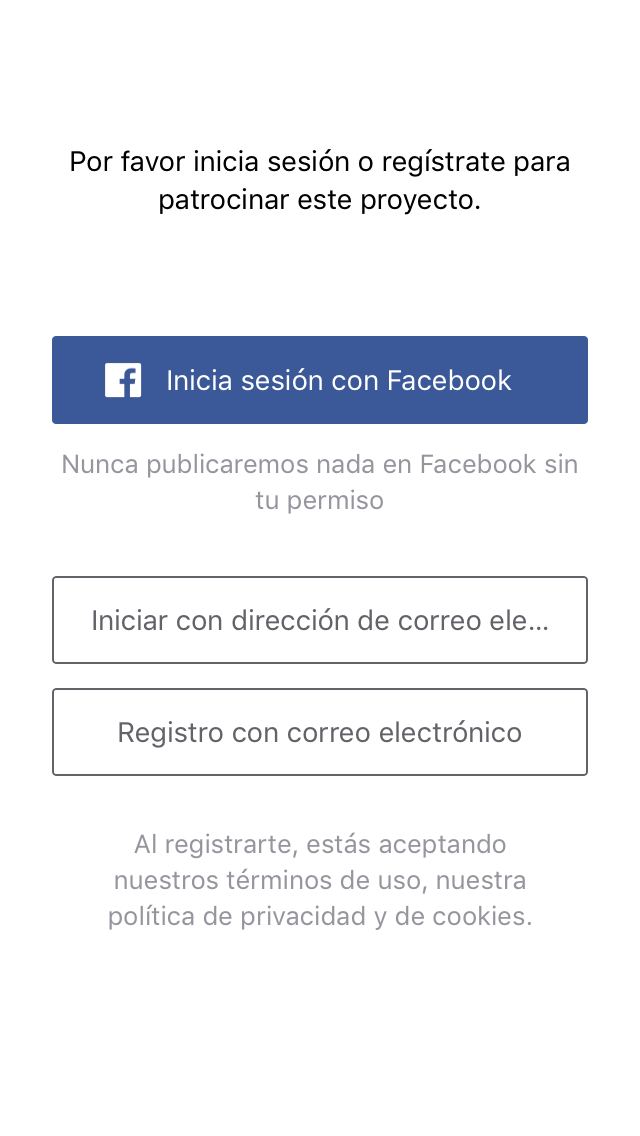 Por favor inicia sesión o regístrate para
patrocinar este proyecto.
Inicia sesión con Facebook
Nunca publicaremos nada en Facebook sin
tu permiso
Iniciar con dirección de correo ele...
Registro con correo electrónico
Al registrarte, estás aceptando
nuestros términos de uso, nuestra
política de privacidad y de cookies.